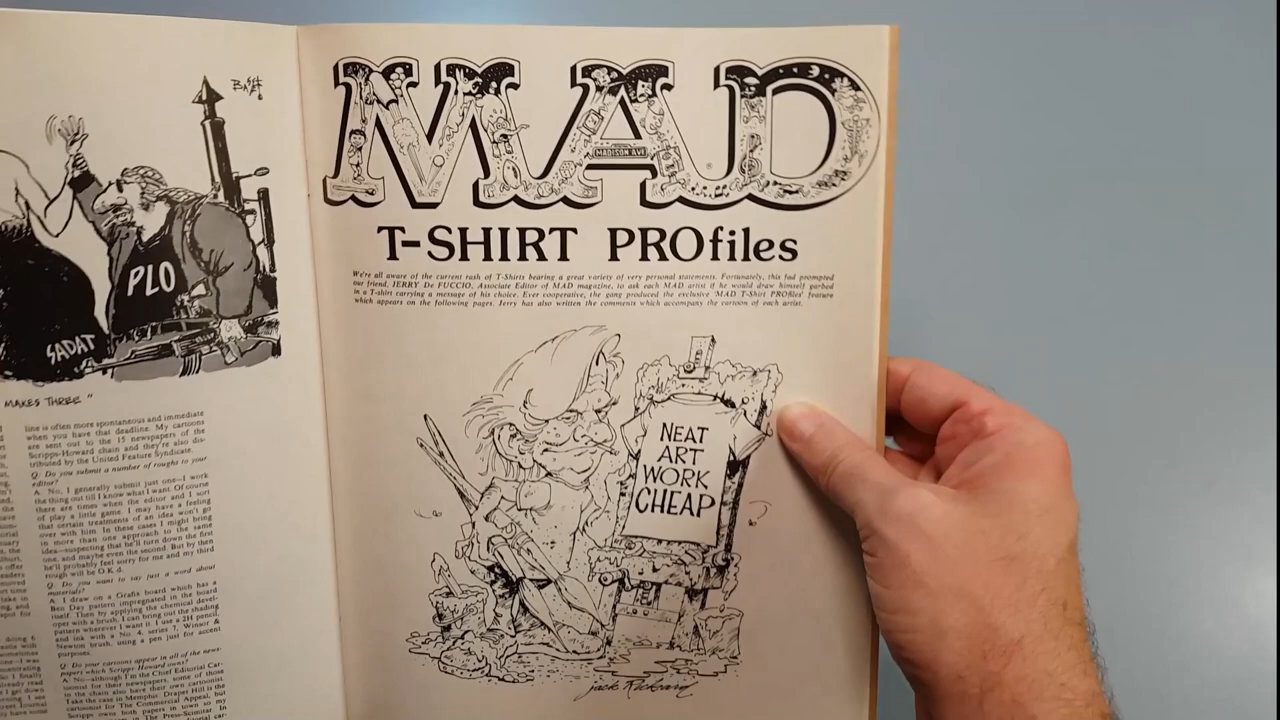 BASSET
PLO
SADAT
MAKES THREE "
line is often more spontaneous and immediate
when you have that deadline. My cartoons
are sent out to the 15 newspapers of the
Scripps-Howard chain and they're also dis-
tributed by the United Feature Syndicate.
Q. Do you submit a number of roughs to your
editor?
A. No, I generally submit just one—I work
the thing out till I know what I want. Of course
there are times when the editor and I sort
of play a little game. I may have a feeling
that certain treatments of an idea won't go
over with him. In these cases I might bring
in more than one approach to the same
idea—suspecting that he'll turn down the first
one, and maybe even the second. But by then
he'll probably feel sorry for me and my third
rough will be O.K.d.
Q. Do you want to say just a word about
materials?
A. I draw on a Grafix board which has a
Ben Day pattern impregnated in the board
itself. Then by applying the chemical devel-
oper with a brush, I can bring out the shading
pattern wherever I want it. I use a 2H pencil,
and ink with a No. 4, series 7, Winsor &
Newton brush, using a pen just for accent
purposes.
Q. Do your cartoons appear in all of the news-
papers which Scripps-Howard owns?
A. No—although I'm the Chief Editorial Car-
toonist for their newspapers, some of those
in the chain also have their own cartoonist.
Take the case in Memphis. Draper Hill is the
cartoonist for The Commercial Appeal, but
Scripps owns both papers in town so my
in The Press-Scimitar. In
MAD
MADISON AVE
T-SHIRT PROfiles
We're all aware of the current rash of T-Shirts bearing a great variety of very personal statements. Fortunately, this fad prompted
our friend, JERRY De FUCCIO, Associate Editor of MAD magazine, to ask each MAD artist if he would draw himself garbed
in a T-shirt carrying a message of his choice. Ever cooperative, the gang produced the exclusive 'MAD T-Shirt PROfiles' feature
which appears on the following pages. Jerry has also written the comments which accompany the cartoon of each artist.
NEAT
ART
WORK
CHEAP
Jack Rickard